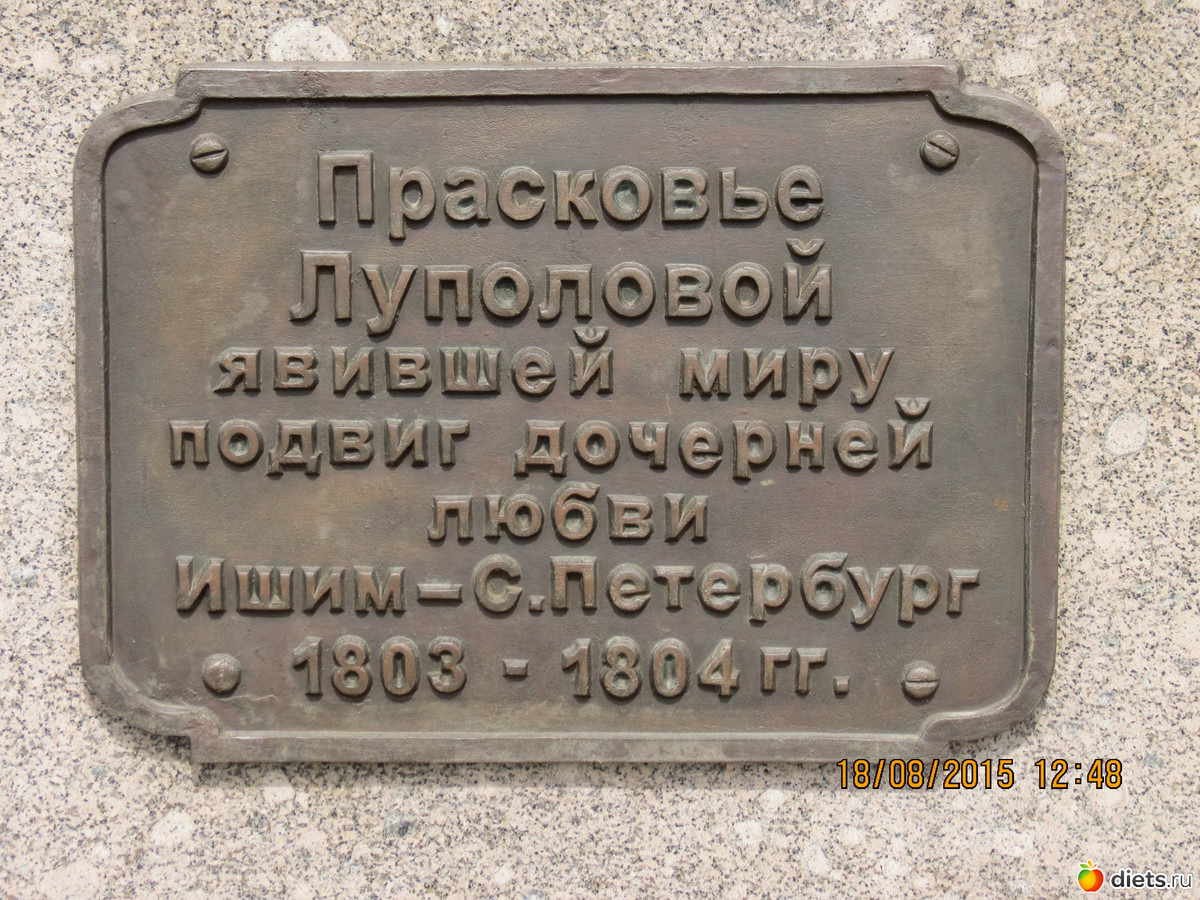 Прасковье
Луполовой
явившей миру
подвиг дочерней
любви
Ишим – С.Петербург
1803 - 1804 гг.
18/08/2015 12:48
diets.ru